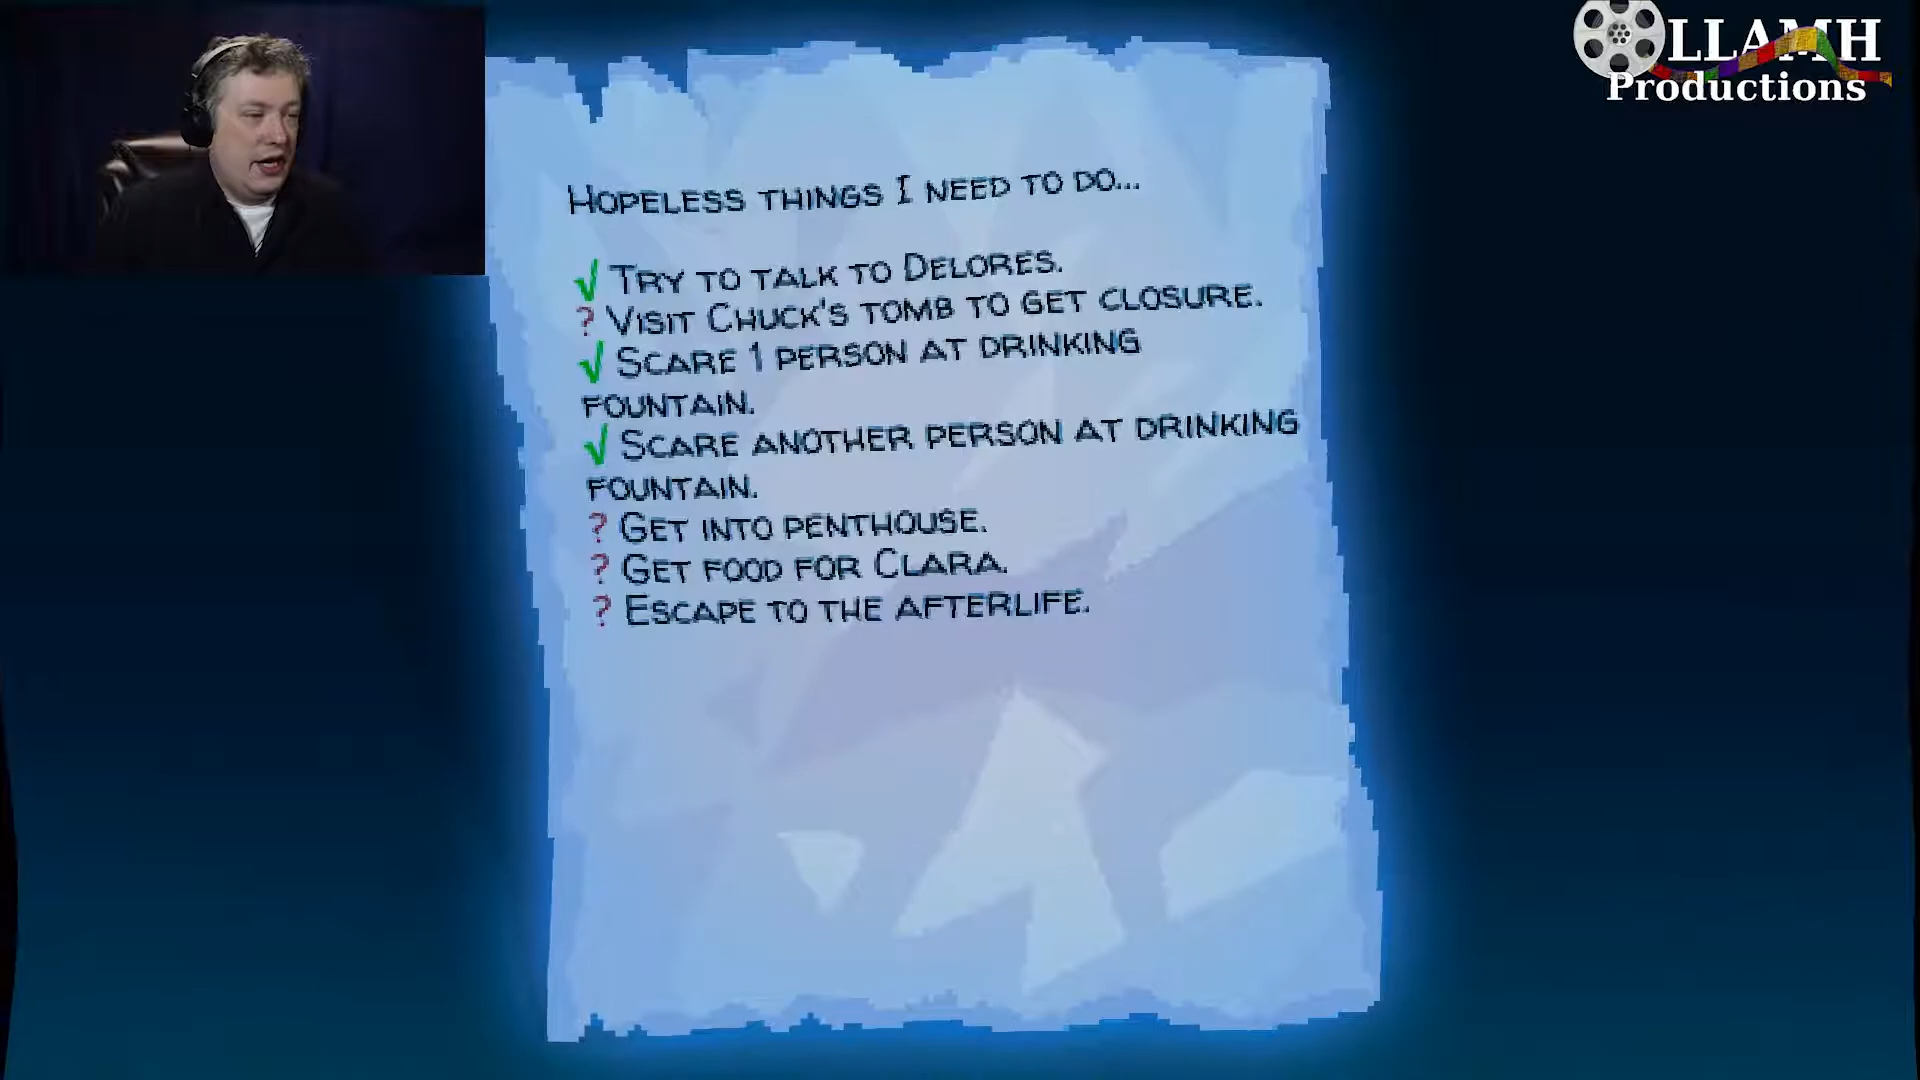 OLLAMH
Productions
HOPELESS THINGS I NEED TO DO...
√ TRY TO TALK TO DELORES.
? VISIT CHUCK'S TOMB TO GET CLOSURE.
√ SCARE 1 PERSON AT DRINKING
FOUNTAIN.
√ SCARE ANOTHER PERSON AT DRINKING
FOUNTAIN.
? GET INTO PENTHOUSE.
? GET FOOD FOR CLARA.
? ESCAPE TO THE AFTERLIFE.